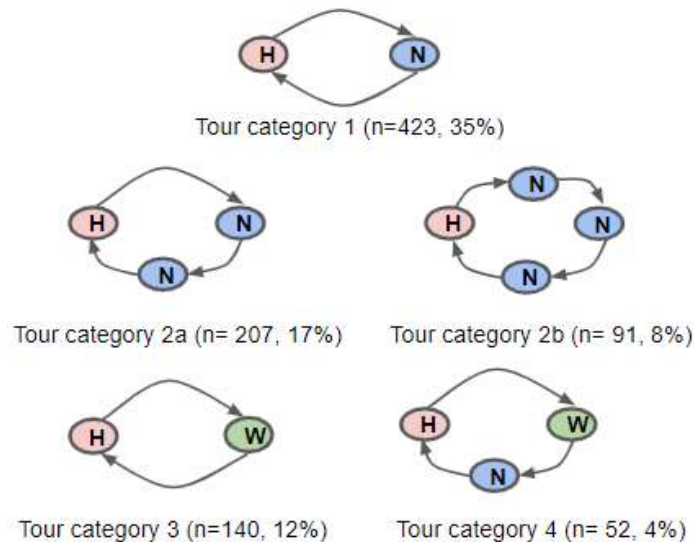 H N
Tour category 1 (n=423, 35%)
H N N
Tour category 2a (n= 207, 17%)
N H N N
Tour category 2b (n= 91, 8%)
H W
Tour category 3 (n=140, 12%)
H W N
Tour category 4 (n= 52, 4%)